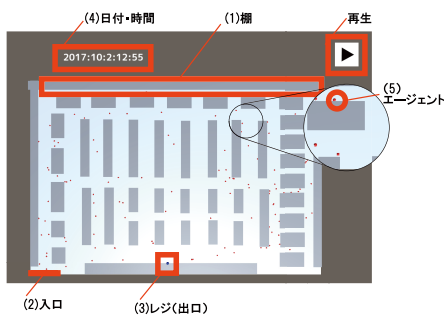 (4)日付・時間
(1)棚
再生
2017:10:2:12:55
(5)
エージェント
(2)入口
(3)レジ(出口)